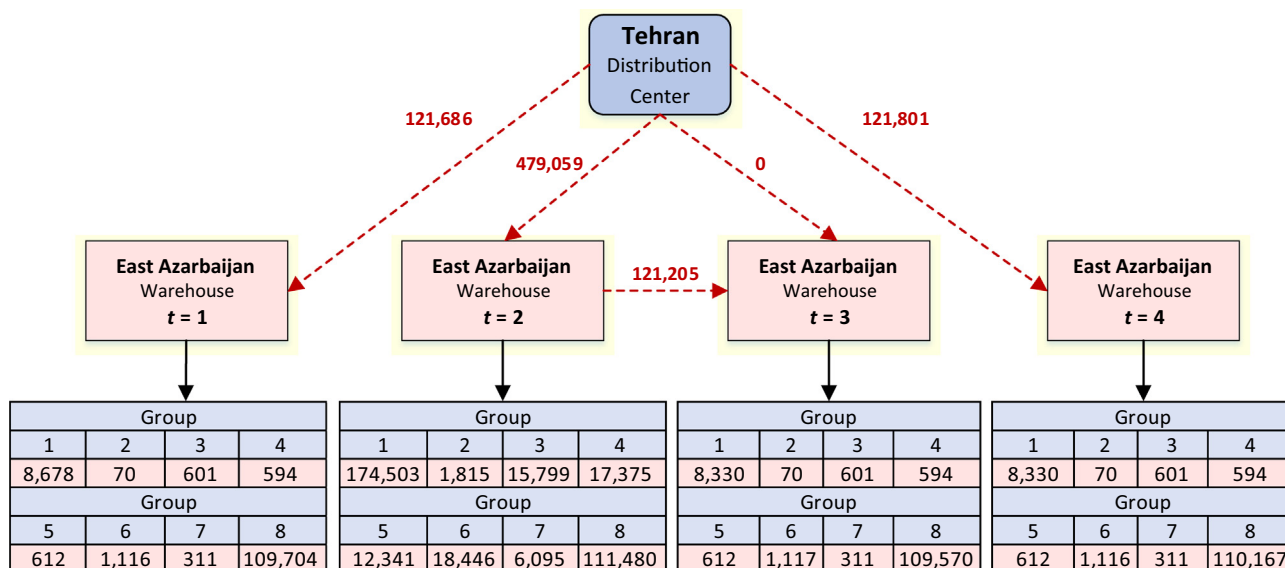 Tehran
Distribution
Center
121,686
121,801
479,059
0
East Azarbaijan
Warehouse
t = 1
East Azarbaijan
Warehouse
t = 2
121,205
East Azarbaijan
Warehouse
t = 3
East Azarbaijan
Warehouse
t = 4
Group
1 2 3 4
8,678 70 601 594
Group
5 6 7 8
612 1,116 311 109,704
Group
1 2 3 4
174,503 1,815 15,799 17,375
Group
5 6 7 8
12,341 18,446 6,095 111,480
Group
1 2 3 4
8,330 70 601 594
Group
5 6 7 8
612 1,117 311 109,570
Group
1 2 3 4
8,330 70 601 594
Group
5 6 7 8
612 1,116 311 110,167